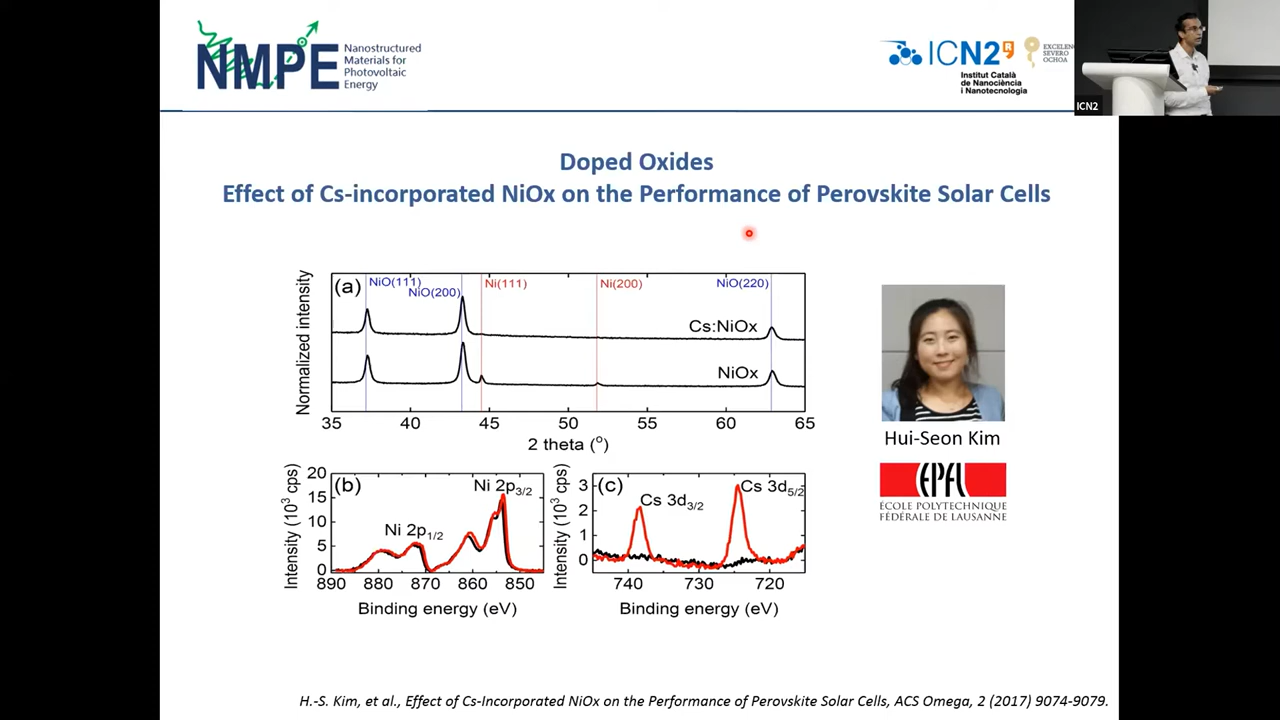 NMPE
Nanostructured
Materials for
Photovoltaic
Energy
ICN2
Institut Català
de Nanociència
i Nanotecnologia
SEVERO
OCHOA
ICN2
Doped Oxides
Effect of Cs-incorporated NiOx on the Performance of Perovskite Solar Cells
(a)
NiO(111)
NiO(200)
Ni(111)
Ni(200)
NiO(220)
Cs:NiOx
NiOx
Normalized intensity
35 40 45 50 55 60 65
2 theta (º)
(b)
Ni 2p3/2
Ni 2p1/2
Intensity (10³ cps)
20
15
10
5
0
890 880 870 860 850
Binding energy (eV)
(c)
Cs 3d3/2
Cs 3d5/2
Intensity (10³ cps)
3
2
1
0
740 730 720
Binding energy (eV)
Hui-Seon Kim
EPFL
ÉCOLE POLYTECHNIQUE
FÉDÉRALE DE LAUSANNE
H.-S. Kim, et al., Effect of Cs-Incorporated NiOx on the Performance of Perovskite Solar Cells, ACS Omega, 2 (2017) 9074-9079.